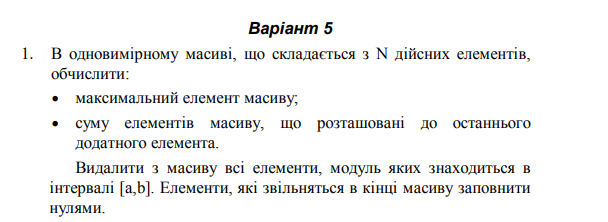 Варіант 5
1. В одновимірному масиві, що складається з N дійсних елементів,
обчислити:
• максимальний елемент масиву;
• суму елементів масиву, що розташовані до останнього
додатного елемента.
Видалити з масиву всі елементи, модуль яких знаходиться в
інтервалі [a,b]. Елементи, які звільняться в кінці масиву заповнити
нулями.